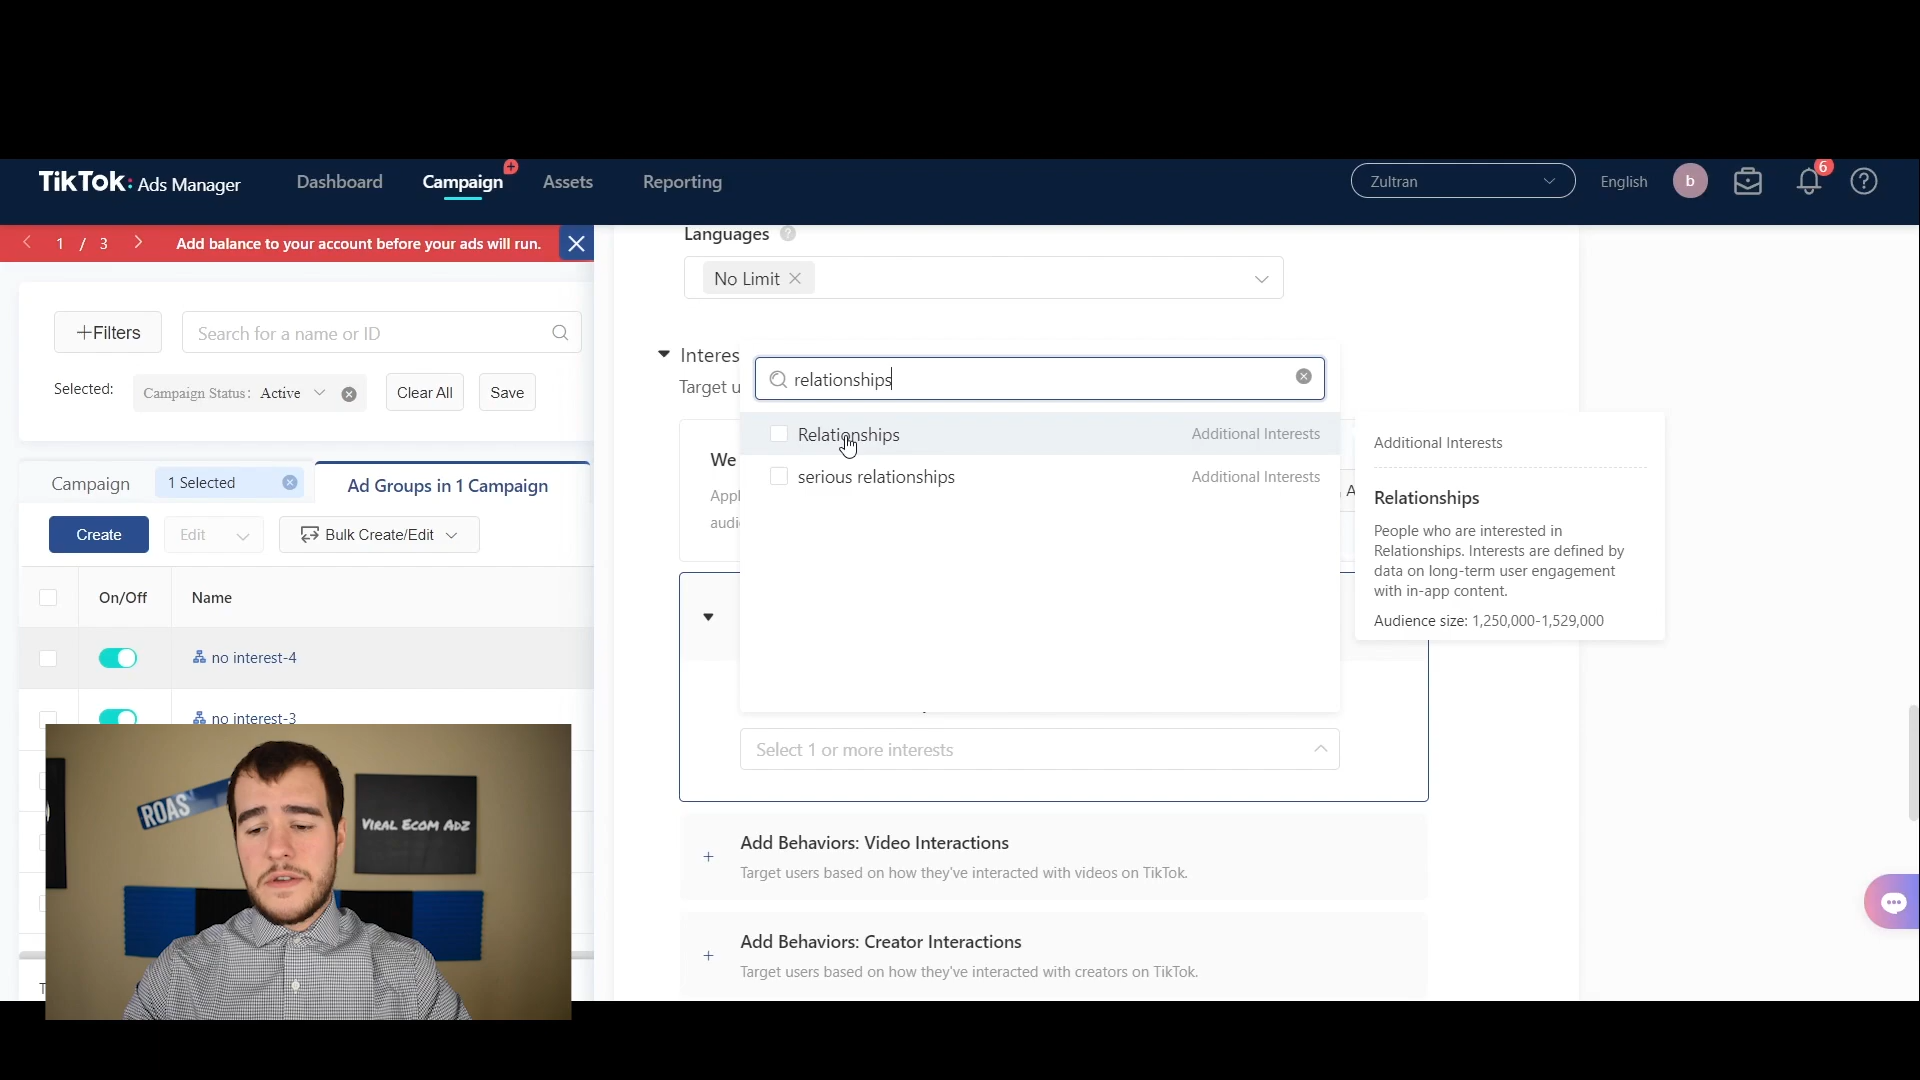 TikTok: Ads Manager
Dashboard
Campaign
Assets
Reporting
Zultran
English
b
6
1 / 3
Add balance to your account before your ads will run.
Languages
No Limit
+Filters
Search for a name or ID
Selected:
Campaign Status: Active
Clear All
Save
Interes
Target u
relationships
Relationships
Additional Interests
serious relationships
Additional Interests
We
Appl
audie
A
Additional Interests
Relationships
People who are interested in
Relationships. Interests are defined by
data on long-term user engagement
with in-app content.
Audience size: 1,250,000-1,529,000
Campaign
1 Selected
Ad Groups in 1 Campaign
Create
Edit
Bulk Create/Edit
On/Off
Name
no interest-4
no interest-3
Select 1 or more interests
Add Behaviors: Video Interactions
Target users based on how they've interacted with videos on TikTok.
Add Behaviors: Creator Interactions
Target users based on how they've interacted with creators on TikTok.
ROAS
VIRAL ECOM ADZ